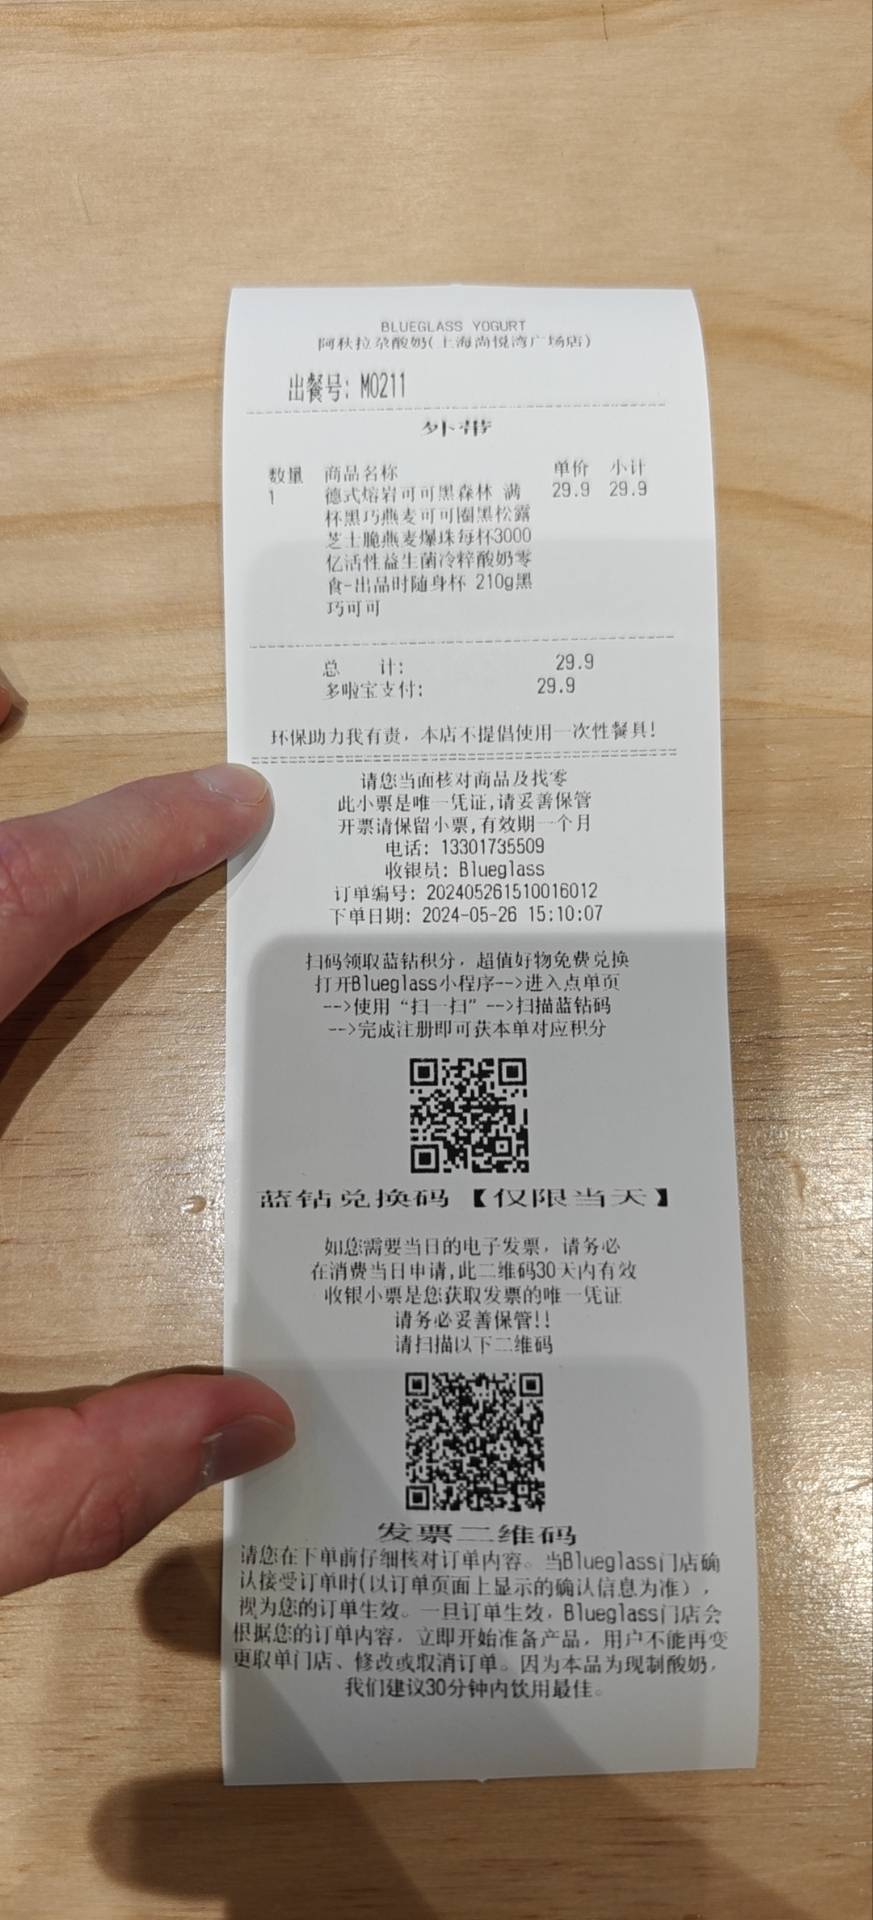 BLUEGLASS YOGURT
阿秋拉尕酸奶(上海尚悦湾广场店)
出餐号: M0211
外带
数量 商品名称 单价 小计
1 德式熔岩可可黑森林 满 29.9 29.9
杯黑巧燕麦可可圈黑松露
芝士脆燕麦爆珠每杯3000
亿活性益生菌冷粹酸奶零
食-出品时随身杯 210g黑
巧可可
总 计: 29.9
多啦宝支付: 29.9
环保助力我有责，本店不提倡使用一次性餐具!
请您当面核对商品及找零
此小票是唯一凭证,请妥善保管
开票请保留小票,有效期一个月
电话: 13301735509
收银员: Blueglass
订单编号: 202405261510016012
下单日期: 2024-05-26 15:10:07
扫码领取蓝钻积分，超值好物免费兑换
打开Blueglass小程序-->进入点单页
-->使用“扫一扫”-->扫描蓝钻码
-->完成注册即可获本单对应积分
蓝钻兑换码【仅限当天】
如您需要当日的电子发票，请务必
在消费当日申请,此二维码30天内有效
收银小票是您获取发票的唯一凭证
请务必妥善保管!!
请扫描以下二维码
发票二维码
请您在下单前仔细核对订单内容。当Blueglass门店确
认接受订单时(以订单页面上显示的确认信息为准），
视为您的订单生效。一旦订单生效，Blueglass门店会
根据您的订单内容，立即开始准备产品，用户不能再变
更取单门店、修改或取消订单。因为本品为现制酸奶，
我们建议30分钟内饮用最佳。